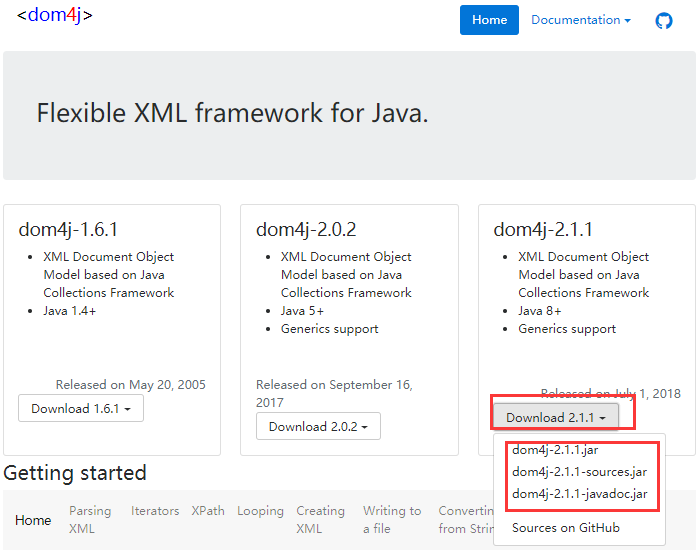 <dom4j>
Home
Documentation
Flexible XML framework for Java.
dom4j-1.6.1
XML Document Object
Model based on Java
Collections Framework
Java 1.4+
Released on May 20, 2005
Download 1.6.1
dom4j-2.0.2
XML Document Object
Model based on Java
Collections Framework
Java 5+
Generics support
Released on September 16,
2017
Download 2.0.2
dom4j-2.1.1
XML Document Object
Model based on Java
Collections Framework
Java 8+
Generics support
Released on July 1, 2018
Download 2.1.1
dom4j-2.1.1.jar
dom4j-2.1.1-sources.jar
dom4j-2.1.1-javadoc.jar
Sources on GitHub
Getting started
Home
Parsing
XML
Iterators
XPath
Looping
Creating
XML
Writing to
a file
Converting
from Strin